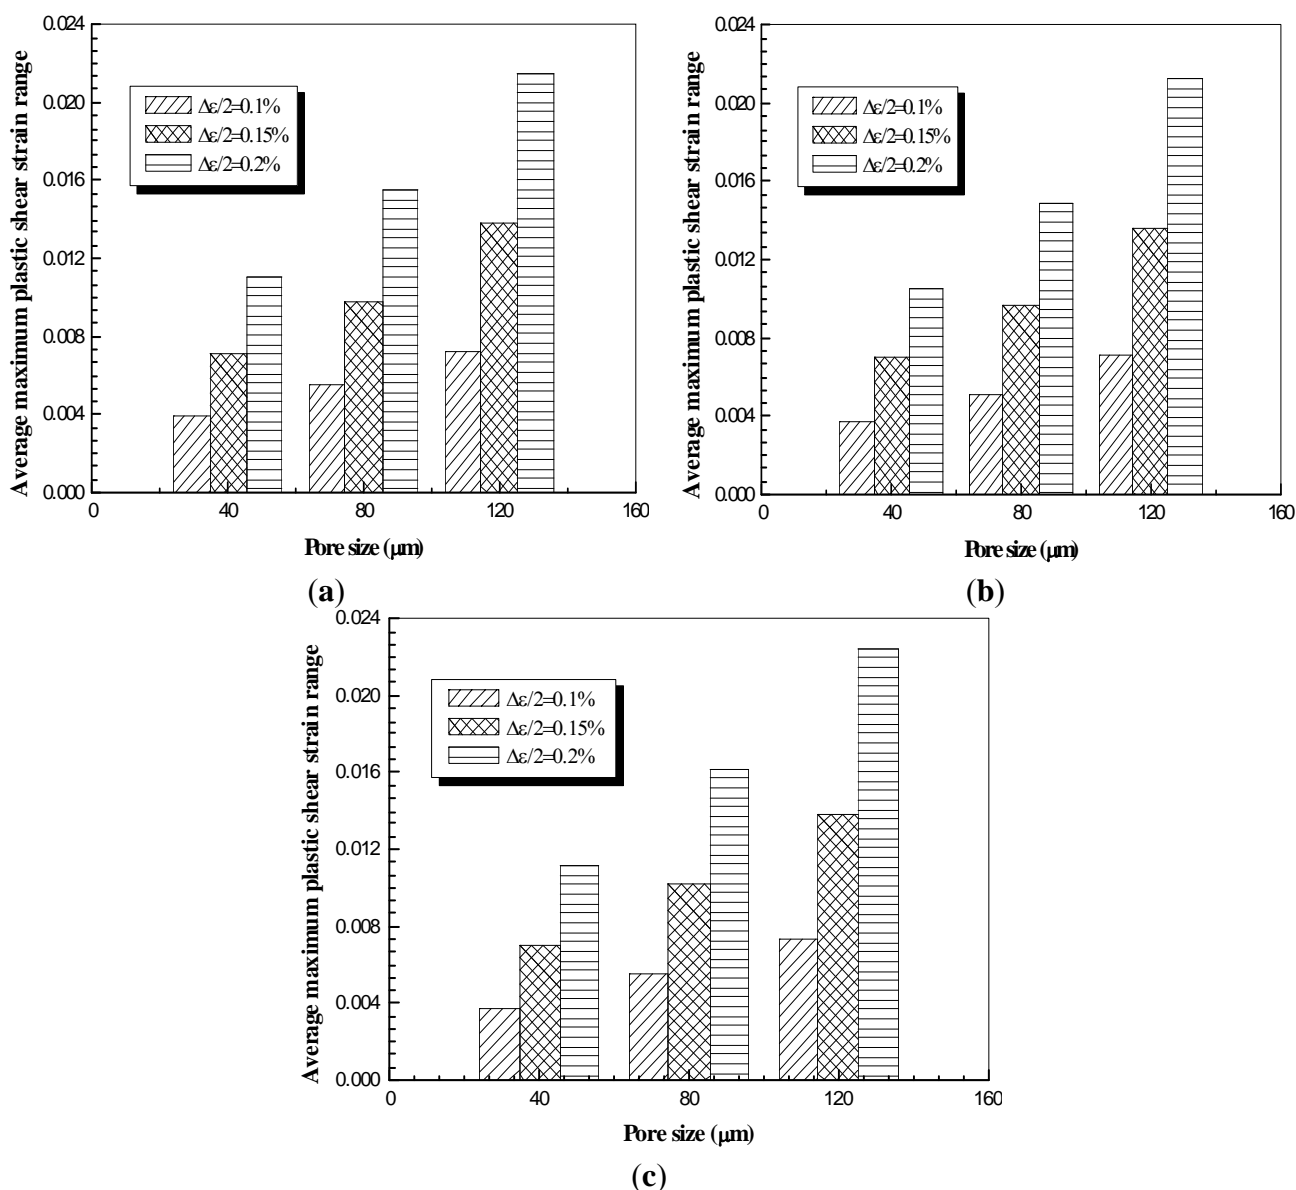 0.024
0.020
0.016
0.012
0.008
0.004
0.000
Average maximum plastic shear strain range
Δε/2=0.1%
Δε/2=0.15%
Δε/2=0.2%
0 40 80 120 160
Pore size (μm)
(a)
0.024
0.020
0.016
0.012
0.008
0.004
0.000
Average maximum plastic shear strain range
Δε/2=0.1%
Δε/2=0.15%
Δε/2=0.2%
0 40 80 120 160
Pore size (μm)
(b)
0.024
0.020
0.016
0.012
0.008
0.004
0.000
Average maximum plastic shear strain range
Δε/2=0.1%
Δε/2=0.15%
Δε/2=0.2%
0 40 80 120 160
Pore size (μm)
(c)